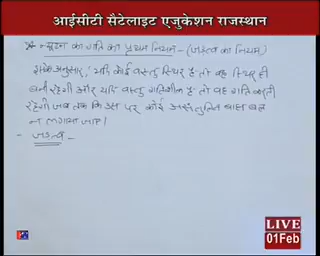 आईसीटी सैटेलाइट एजुकेशन राजस्थान
* न्यूटन का गति का प्रथम नियम - (जड़त्व का नियम)
इसके अनुसार, यदि कोई वस्तु स्थिर है तो वह स्थिर ही
बनी रहेगी और यदि वस्तु गतिशील है तो वह गति करती
रहेगी जब तक कि उस पर कोई असंतुलित बाह्य बल
न लगाया जाए।
- जड़त्व -
LIVE
01Feb